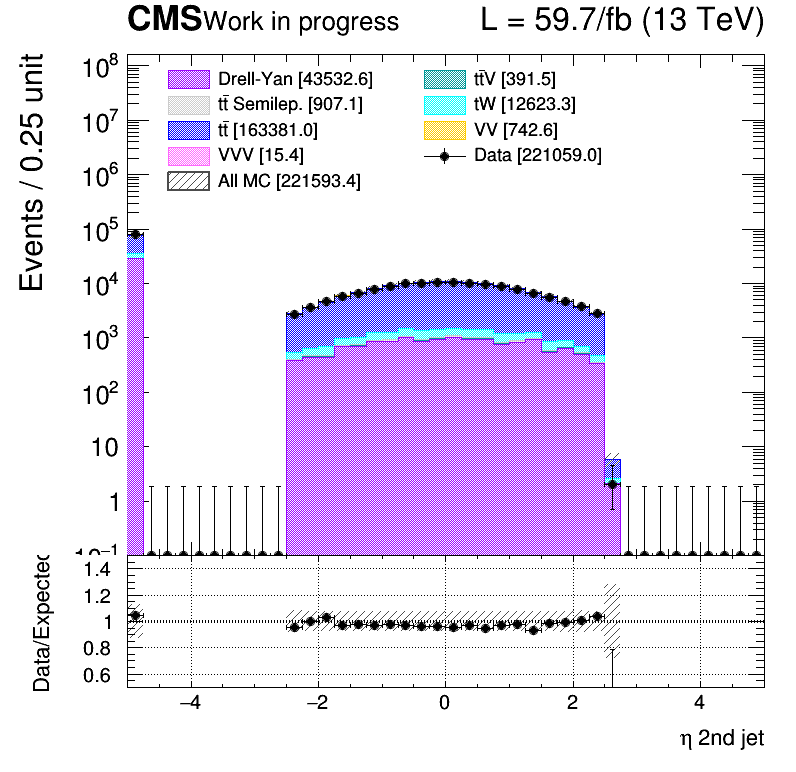 CMS Work in progress L = 59.7/fb (13 TeV)
Events / 0.25 unit
10⁸
10⁷
10⁶
10⁵
10⁴
10³
10²
10
1
10⁻¹
Drell-Yan [43532.6]
tt̄ Semilep. [907.1]
tt̄ [163381.0]
VVV [15.4]
All MC [221593.4]
tt̄V [391.5]
tW [12623.3]
VV [742.6]
Data [221059.0]
Data/Expected
1.4
1.2
1
0.8
0.6
−4 −2 0 2 4
η 2nd jet